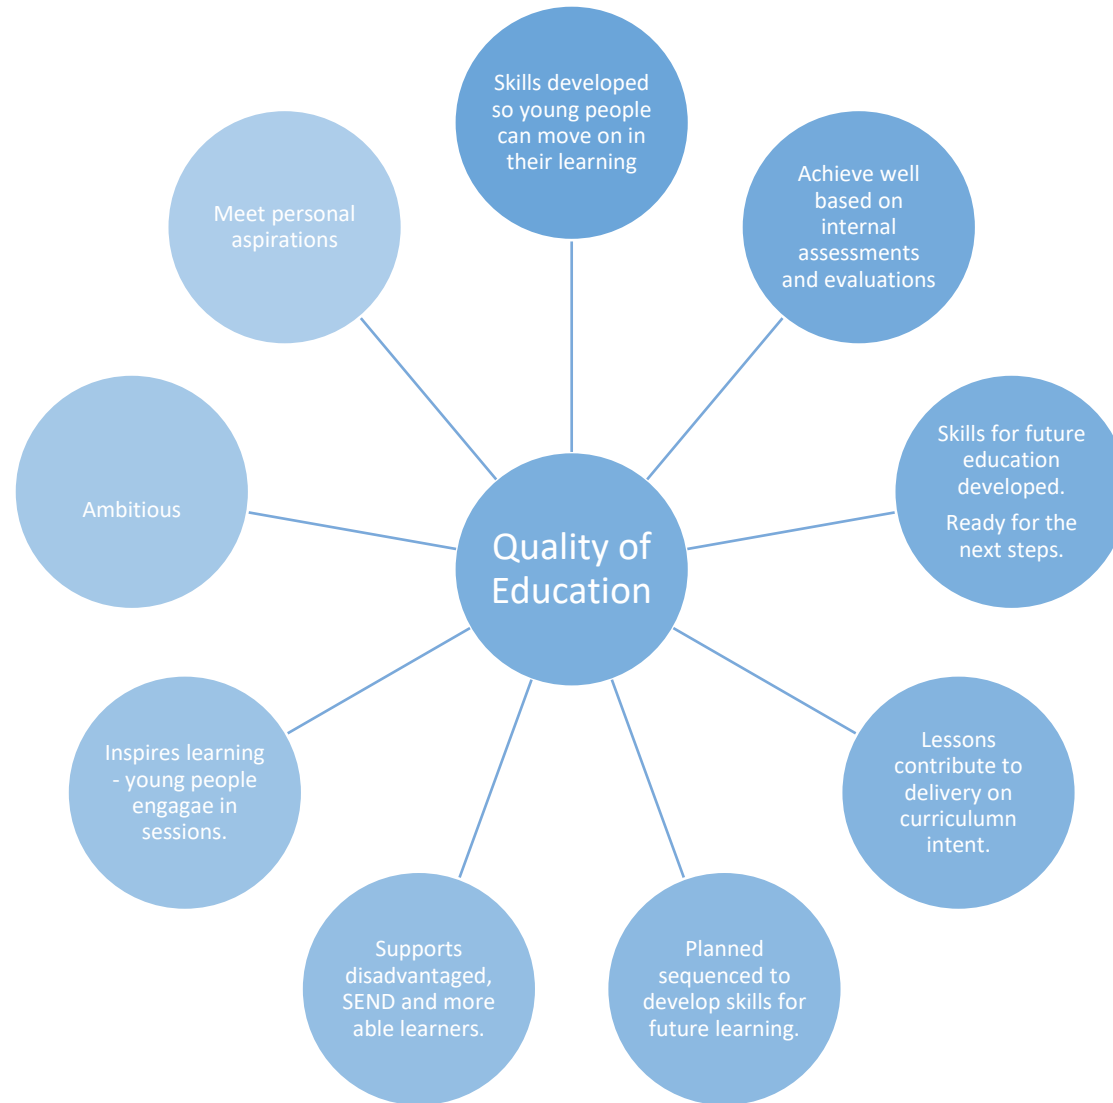 Skills developed
so young people
can move on in
their learning
Achieve well
based on
internal
assessments
and evaluations
Skills for future
education
developed.
Ready for the
next steps.
Lessons
contribute to
delivery on
curriculumn
intent.
Planned
sequenced to
develop skills for
future learning.
Supports
disadvantaged,
SEND and more
able learners.
Inspires learning
- young people
engagae in
sessions.
Ambitious
Meet personal
aspirations
Quality of
Education